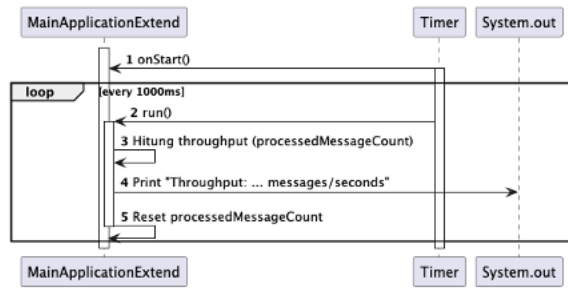 MainApplicationExtend Timer System.out
1 onStart()
loop [every 1000ms]
2 run()
3 Hitung throughput (processedMessageCount)
4 Print "Throughput: ... messages/seconds"
5 Reset processedMessageCount
MainApplicationExtend Timer System.out